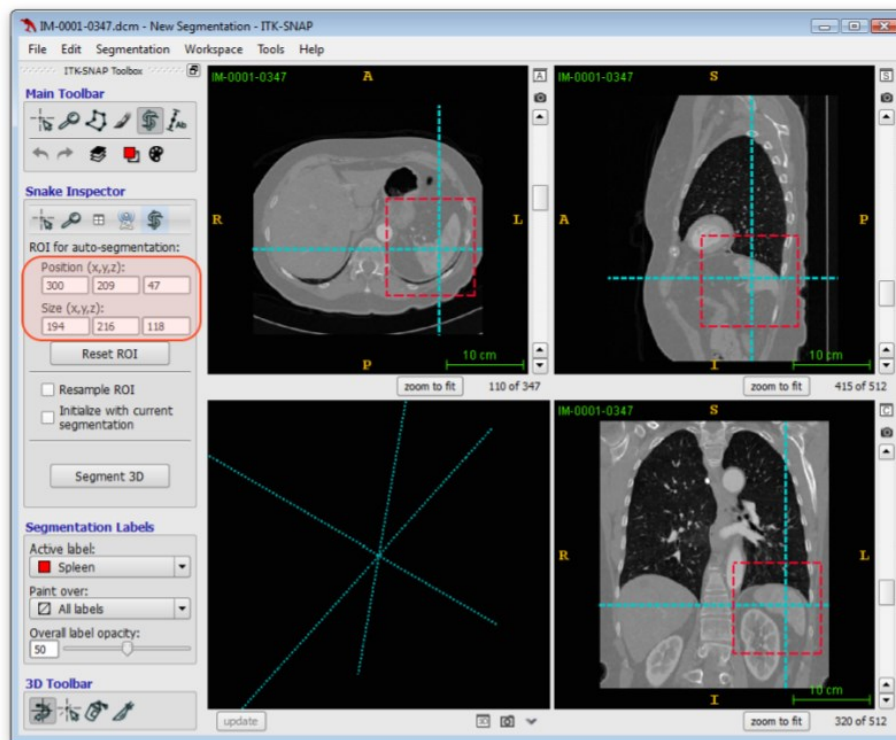 IM-0001-0347.dcm - New Segmentation - ITK-SNAP
File Edit Segmentation Workspace Tools Help
ITK-SNAP Toolbox
Main Toolbar
Ab
Snake Inspector
ROI for auto-segmentation:
Position (x,y,z):
300 209 47
Size (x,y,z):
194 216 118
Reset ROI
Resample ROI
Initialize with current
segmentation
Segment 3D
Segmentation Labels
Active label:
Spleen
Paint over:
All labels
Overall label opacity:
50
3D Toolbar
IM-0001-0347
A
A
R
L
P
10 cm
zoom to fit 110 of 347
IM-0001-0347
S
S
A
P
I
10 cm
zoom to fit 415 of 512
update
3D
IM-0001-0347
S
C
R
L
I
10 cm
zoom to fit 320 of 512